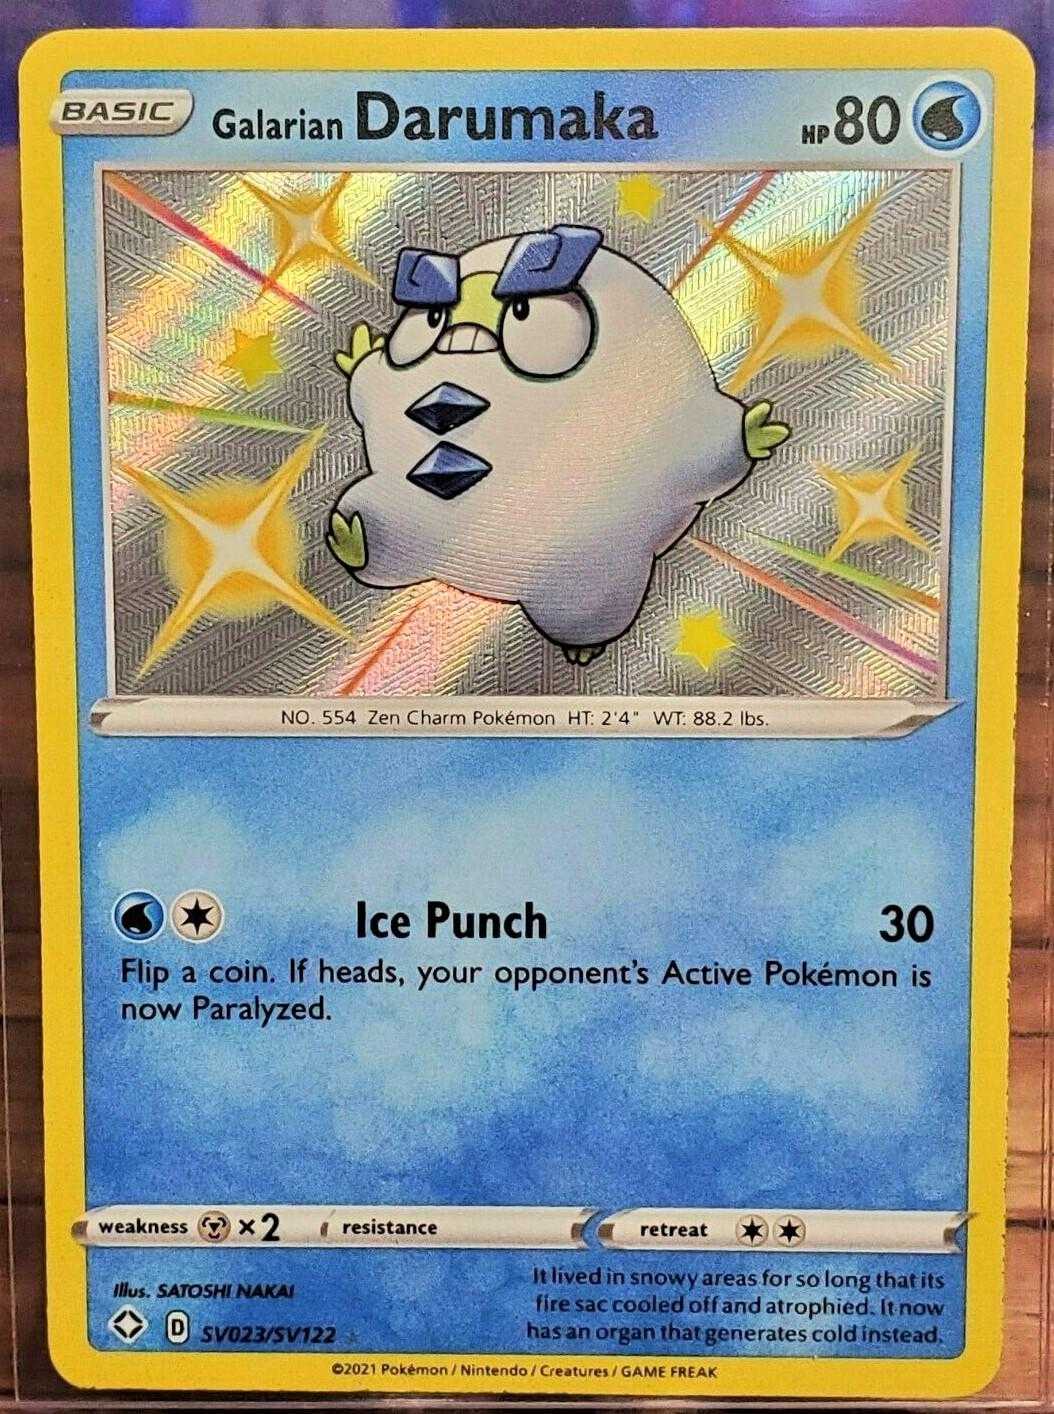 BASIC Galarian Darumaka HP 80
NO. 554 Zen Charm Pokémon HT: 2'4" WT: 88.2 lbs.
Ice Punch 30
Flip a coin. If heads, your opponent's Active Pokémon is
now Paralyzed.
weakness ×2 resistance retreat
Illus. SATOSHI NAKAI
D SV023/SV122 ★
It lived in snowy areas for so long that its
fire sac cooled off and atrophied. It now
has an organ that generates cold instead.
©2021 Pokémon / Nintendo / Creatures / GAME FREAK